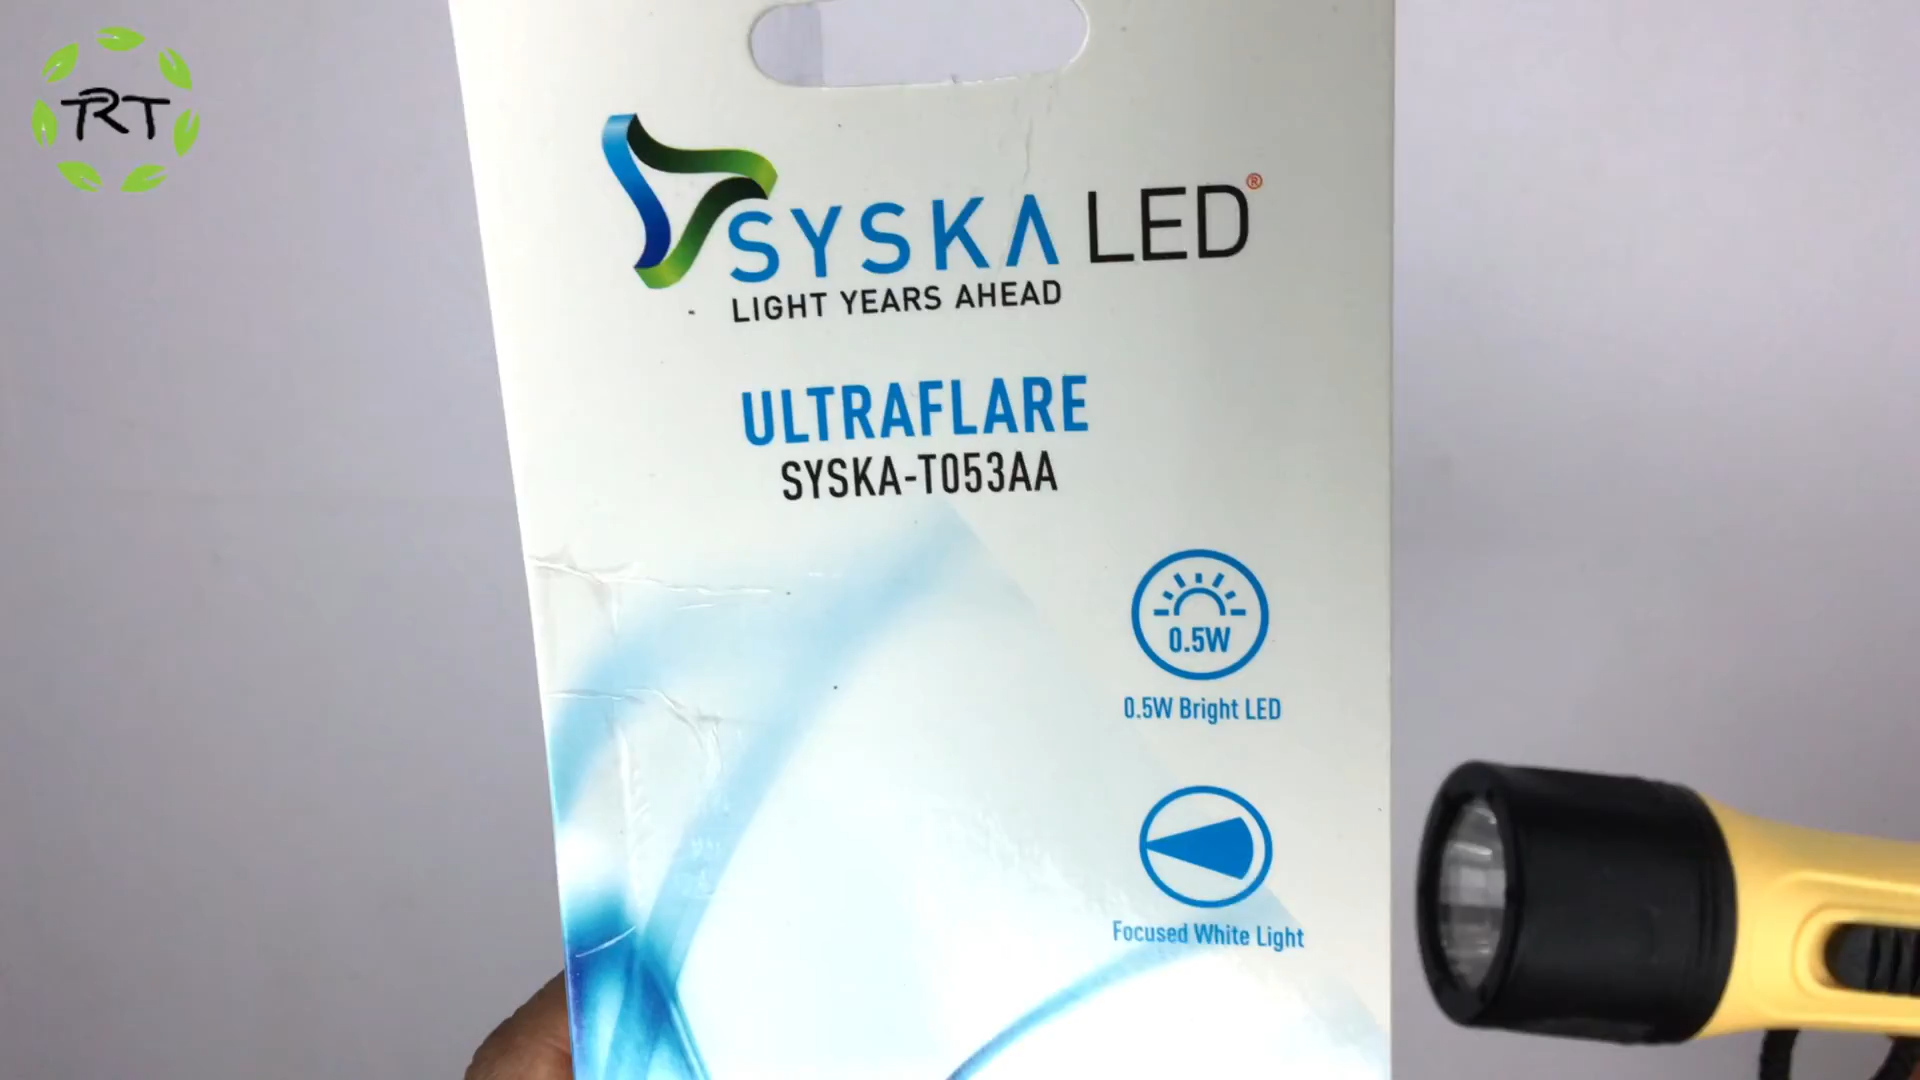 RT
SYSKA LED®
LIGHT YEARS AHEAD
ULTRAFLARE
SYSKA-T053AA
0.5W
0.5W Bright LED
Focused White Light